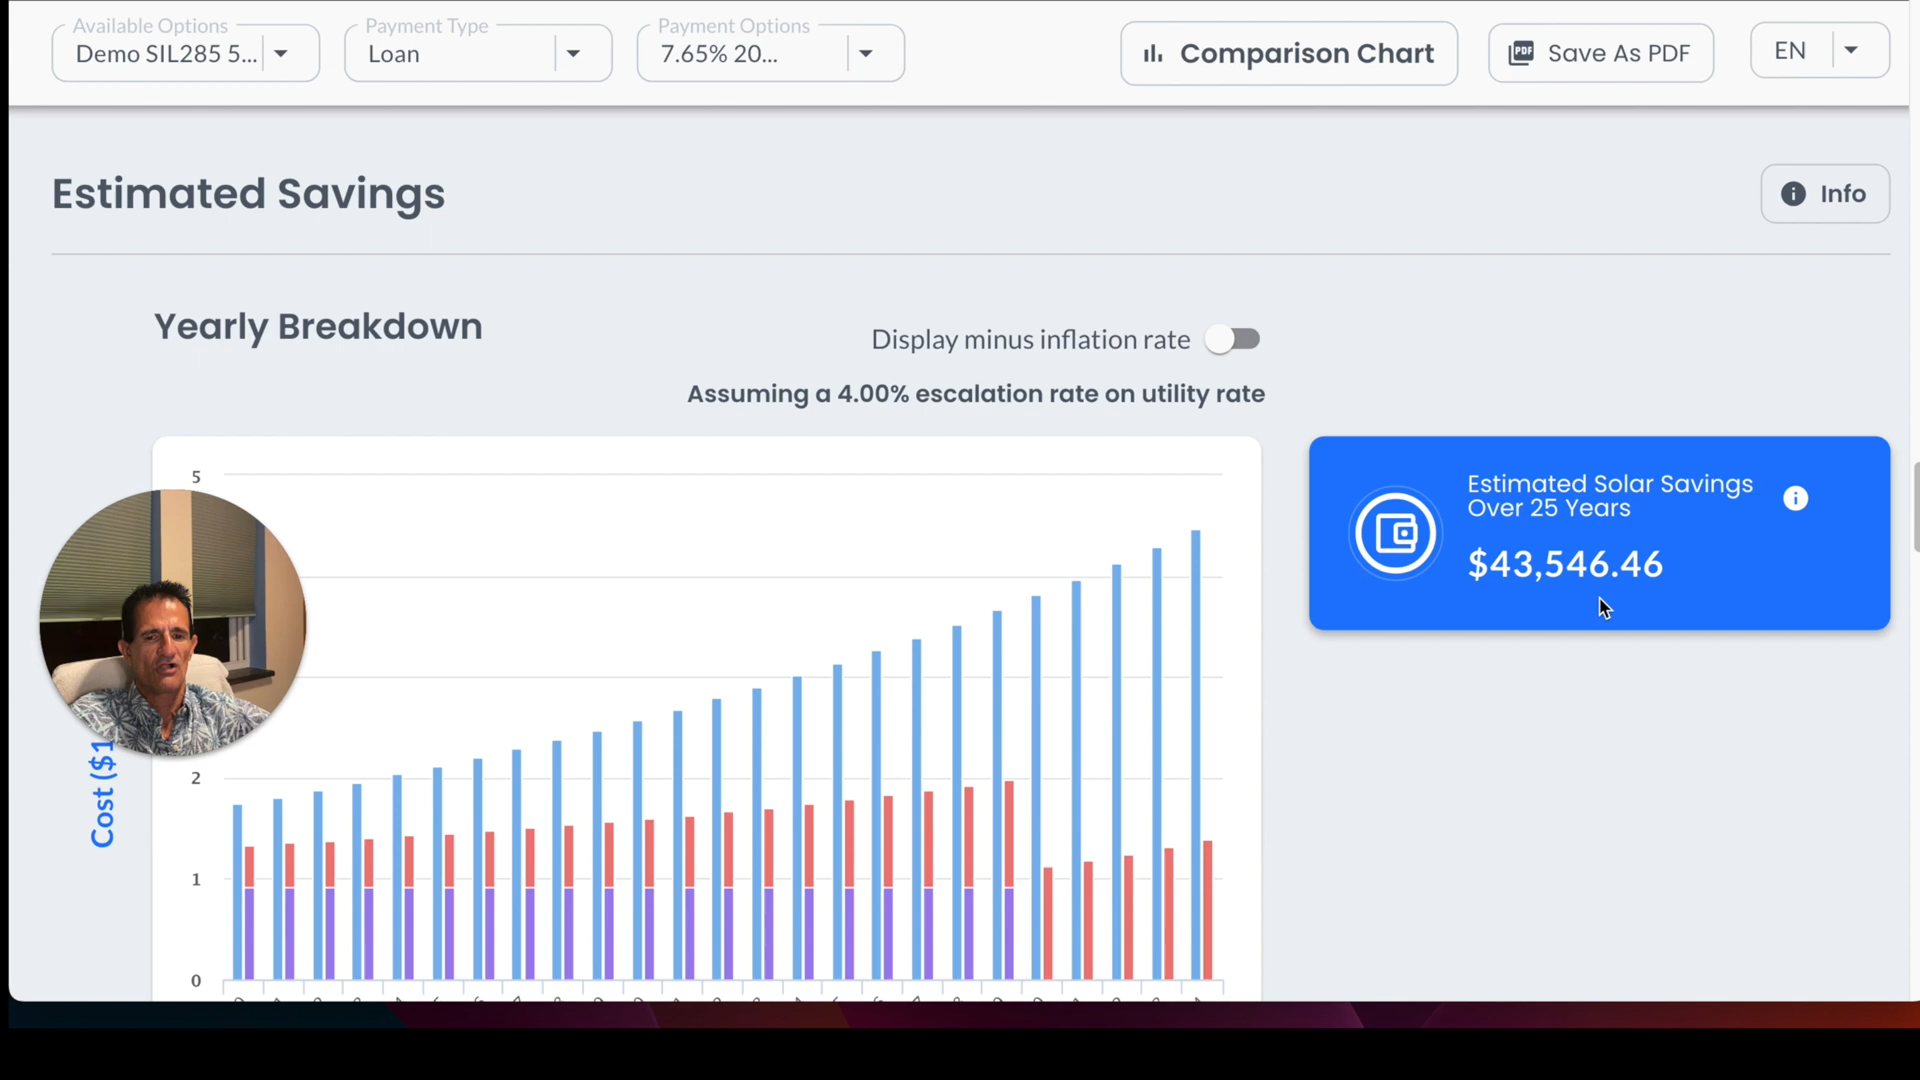 Available Options
Demo SIL285 5...
Payment Type
Loan
Payment Options
7.65% 20...
Comparison Chart
PDF
Save As PDF
EN
Estimated Savings
Info
Yearly Breakdown
Display minus inflation rate
Assuming a 4.00% escalation rate on utility rate
5
2
1
0
Cost ($1
Estimated Solar Savings
Over 25 Years
$43,546.46